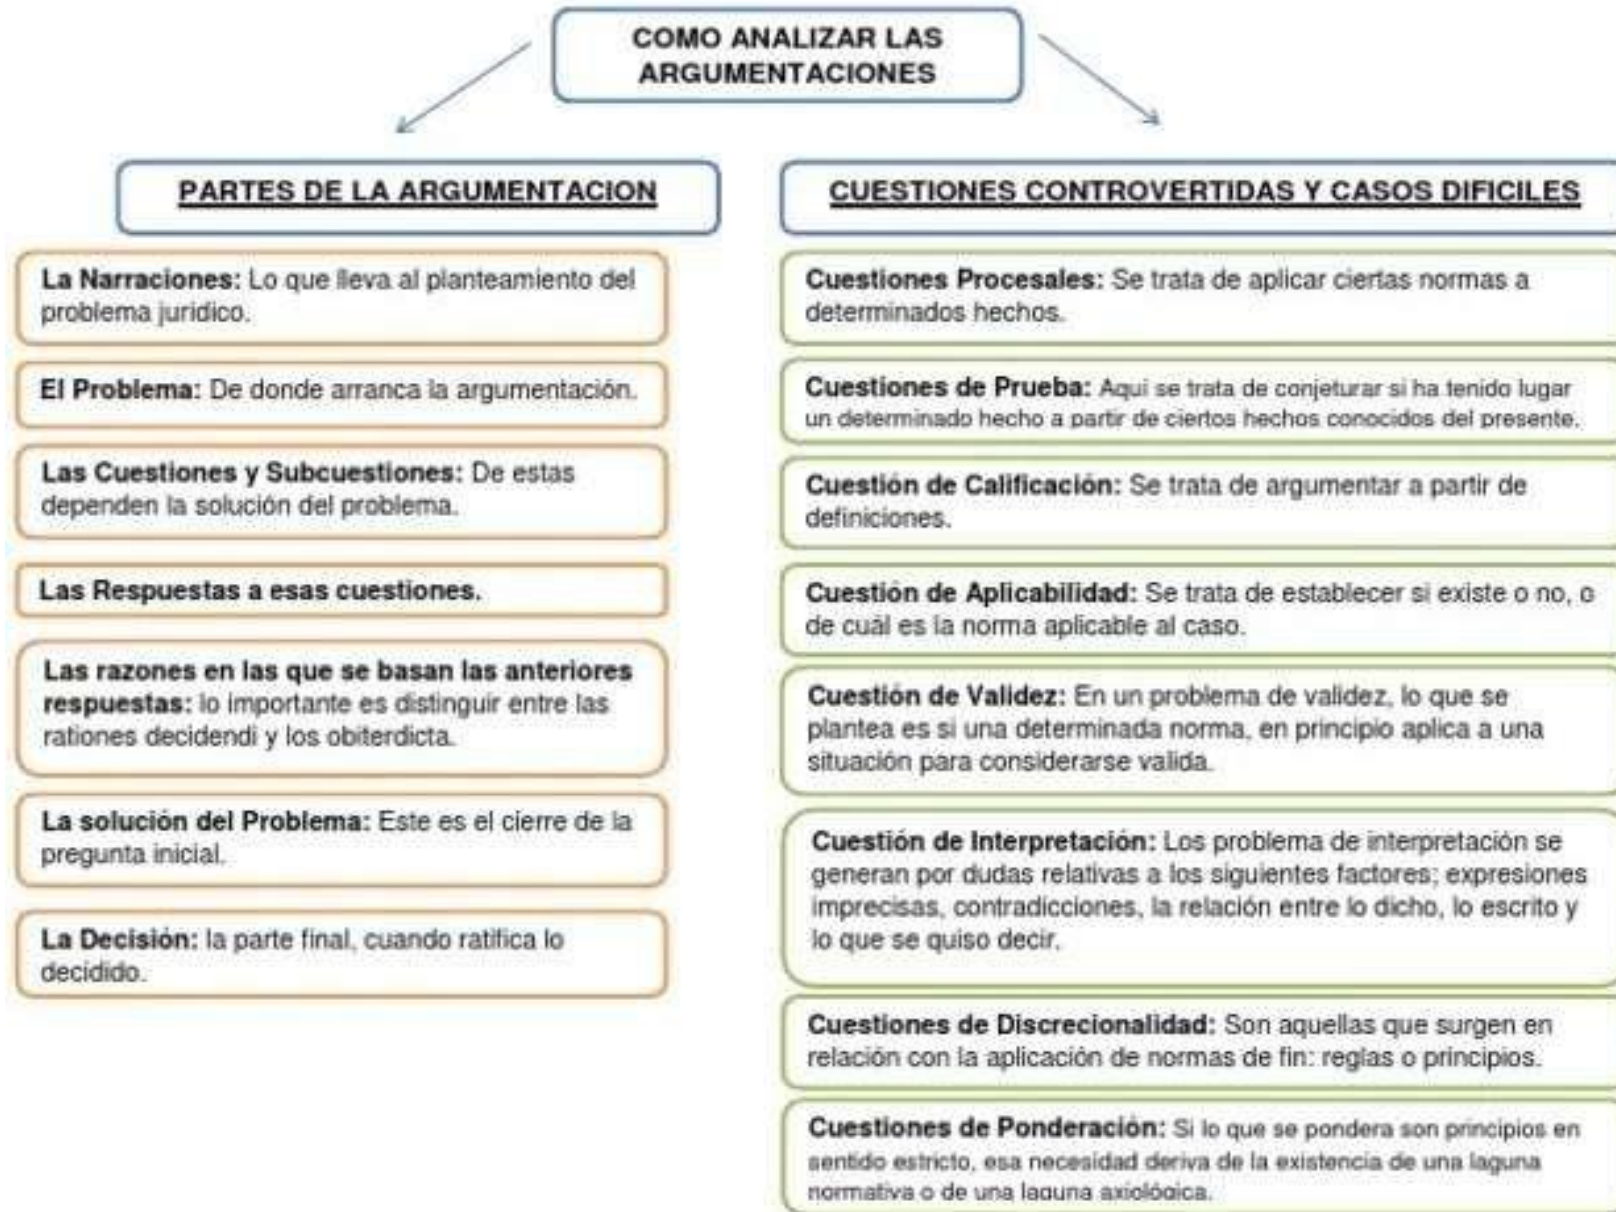 COMO ANALIZAR LAS
ARGUMENTACIONES
PARTES DE LA ARGUMENTACION
La Narraciones: Lo que lleva al planteamiento del
problema juridico.
El Problema: De donde arranca la argumentación.
Las Cuestiones y Subcuestiones: De estas
dependen la solución del problema.
Las Respuestas a esas cuestiones.
Las razones en las que se basan las anteriores
respuestas: lo importante es distinguir entre las
rationes decidendi y los obiterdicta.
La solución del Problema: Este es el cierre de la
pregunta inicial.
La Decisión: la parte final, cuando ratifica lo
decidido.
CUESTIONES CONTROVERTIDAS Y CASOS DIFICILES
Cuestiones Procesales: Se trata de aplicar ciertas normas a
determinados hechos.
Cuestiones de Prueba: Aquí se trata de conjeturar si ha tenido lugar
un determinado hecho a partir de ciertos hechos conocidos del presente.
Cuestión de Calificación: Se trata de argumentar a partir de
definiciones.
Cuestión de Aplicabilidad: Se trata de establecer si existe o no, o
de cuál es la norma aplicable al caso.
Cuestión de Validez: En un problema de validez, lo que se
plantea es si una determinada norma, en principio aplica a una
situación para considerarse valida.
Cuestión de Interpretación: Los problema de interpretación se
generan por dudas relativas a los siguientes factores; expresiones
imprecisas, contradicciones, la relación entre lo dicho, lo escrito y
lo que se quiso decir.
Cuestiones de Discrecionalidad: Son aquellas que surgen en
relación con la aplicación de normas de fin: reglas o principios.
Cuestiones de Ponderación: Si lo que se pondera son principios en
sentido estricto, esa necesidad deriva de la existencia de una laguna
normativa o de una laguna axiológica.